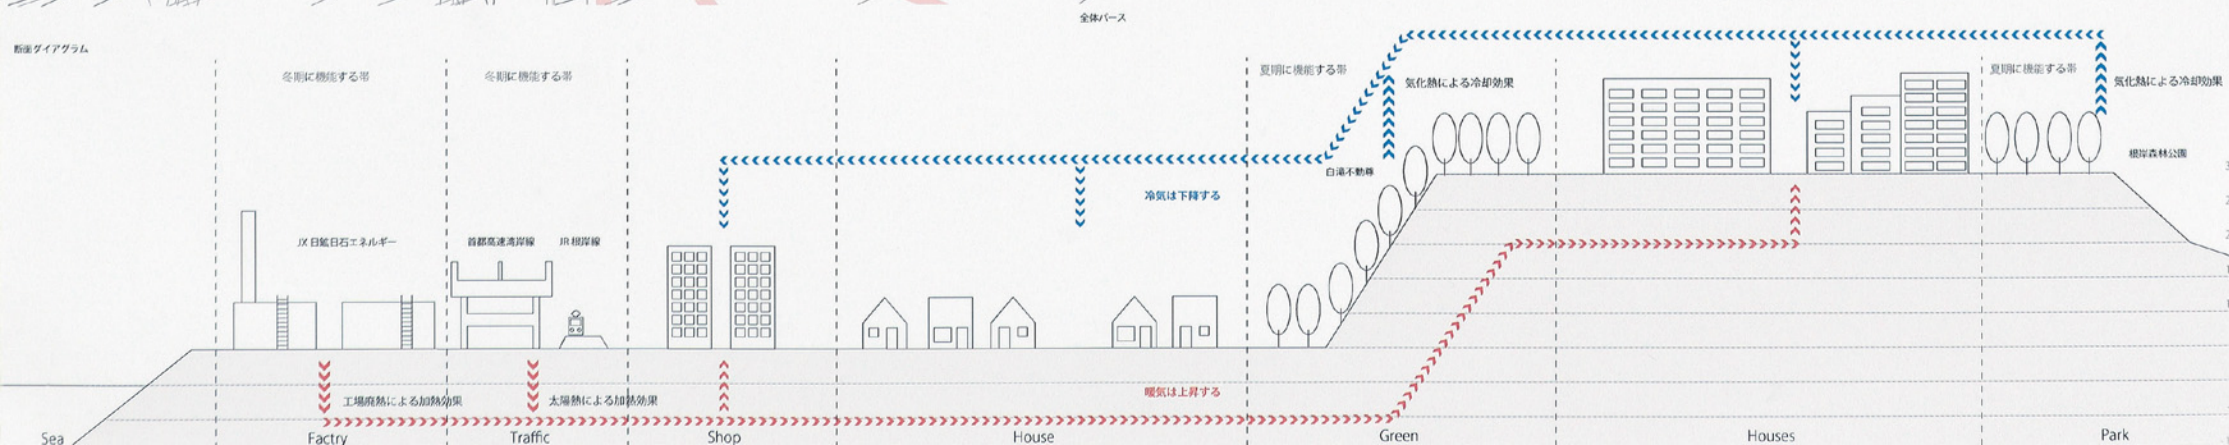 全体パース
断面ダイアグラム
冬期に機能する帯
冬期に機能する帯
夏期に機能する帯
気化熱による冷却効果
夏期に機能する帯
気化熱による冷却効果
白滝不動尊
根岸森林公園
冷気は下降する
JX日鉱日石エネルギー
首都高速湾岸線
JR根岸線
工場廃熱による加熱効果
太陽熱による加熱効果
暖気は上昇する
Sea
Factry
Traffic
Shop
House
Green
Houses
Park